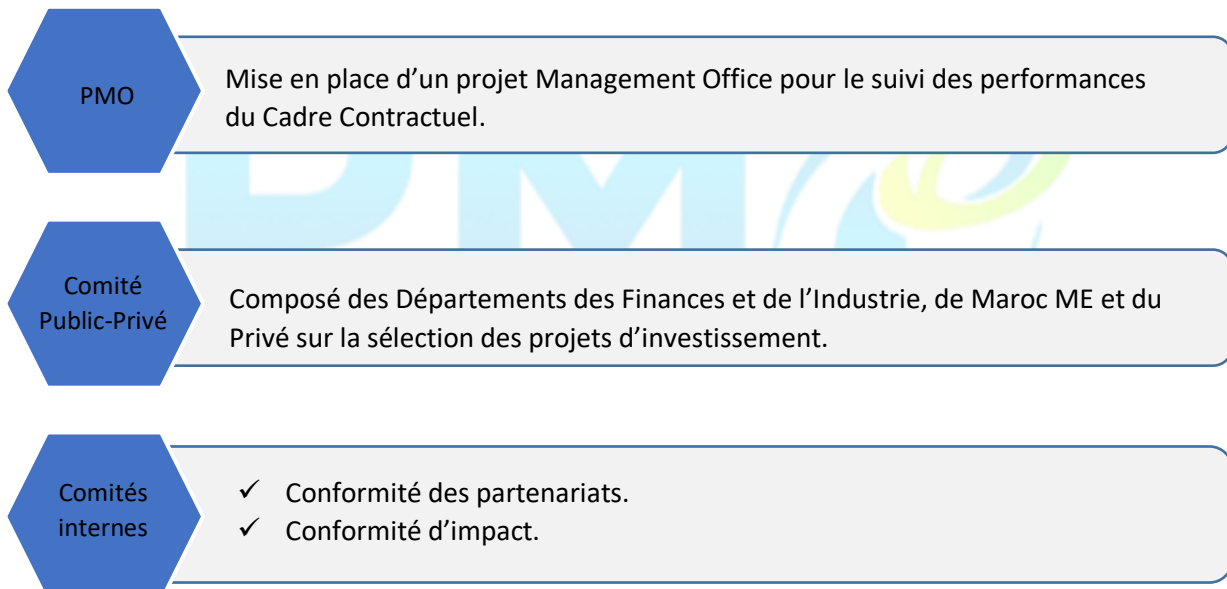 PMO
Mise en place d’un projet Management Office pour le suivi des performances
du Cadre Contractuel.
Comité
Public-Privé
Composé des Départements des Finances et de l’Industrie, de Maroc ME et du
Privé sur la sélection des projets d’investissement.
Comités
internes
✓ Conformité des partenariats.
✓ Conformité d’impact.